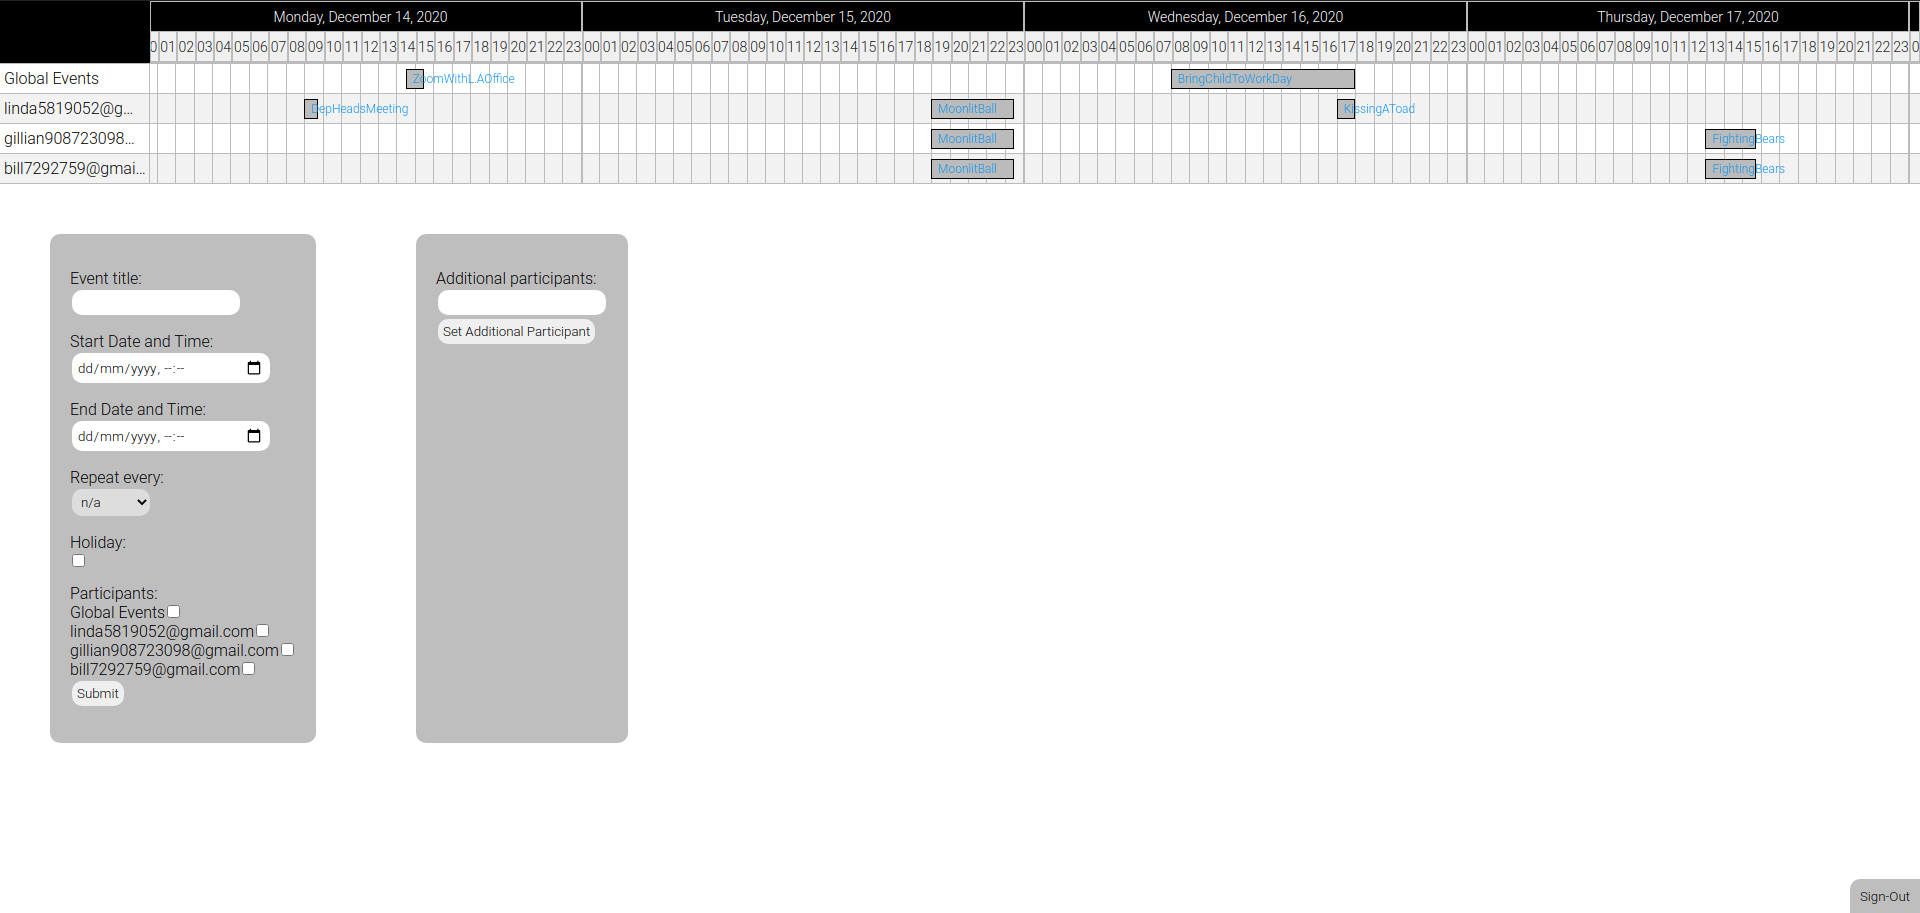 Monday, December 14, 2020 Tuesday, December 15, 2020 Wednesday, December 16, 2020 Thursday, December 17, 2020
0 01 02 03 04 05 06 07 08 09 10 11 12 13 14 15 16 17 18 19 20 21 22 23 00 01 02 03 04 05 06 07 08 09 10 11 12 13 14 15 16 17 18 19 20 21 22 23 00 01 02 03 04 05 06 07 08 09 10 11 12 13 14 15 16 17 18 19 20 21 22 23 00 01 02 03 04 05 06 07 08 09 10 11 12 13 14 15 16 17 18 19 20 21 22 23 0
Global Events ZoomWithL.AOffice BringChildToWorkDay
linda5819052@g... DepHeadsMeeting MoonlitBall KissingAToad
gillian908723098... MoonlitBall FightingBears
bill7292759@gmai... MoonlitBall FightingBears
Event title:
Start Date and Time:
dd/mm/yyyy, --:--
End Date and Time:
dd/mm/yyyy, --:--
Repeat every:
n/a
Holiday:
Participants:
Global Events
linda5819052@gmail.com
gillian908723098@gmail.com
bill7292759@gmail.com
Submit
Additional participants:
Set Additional Participant
Sign-Out